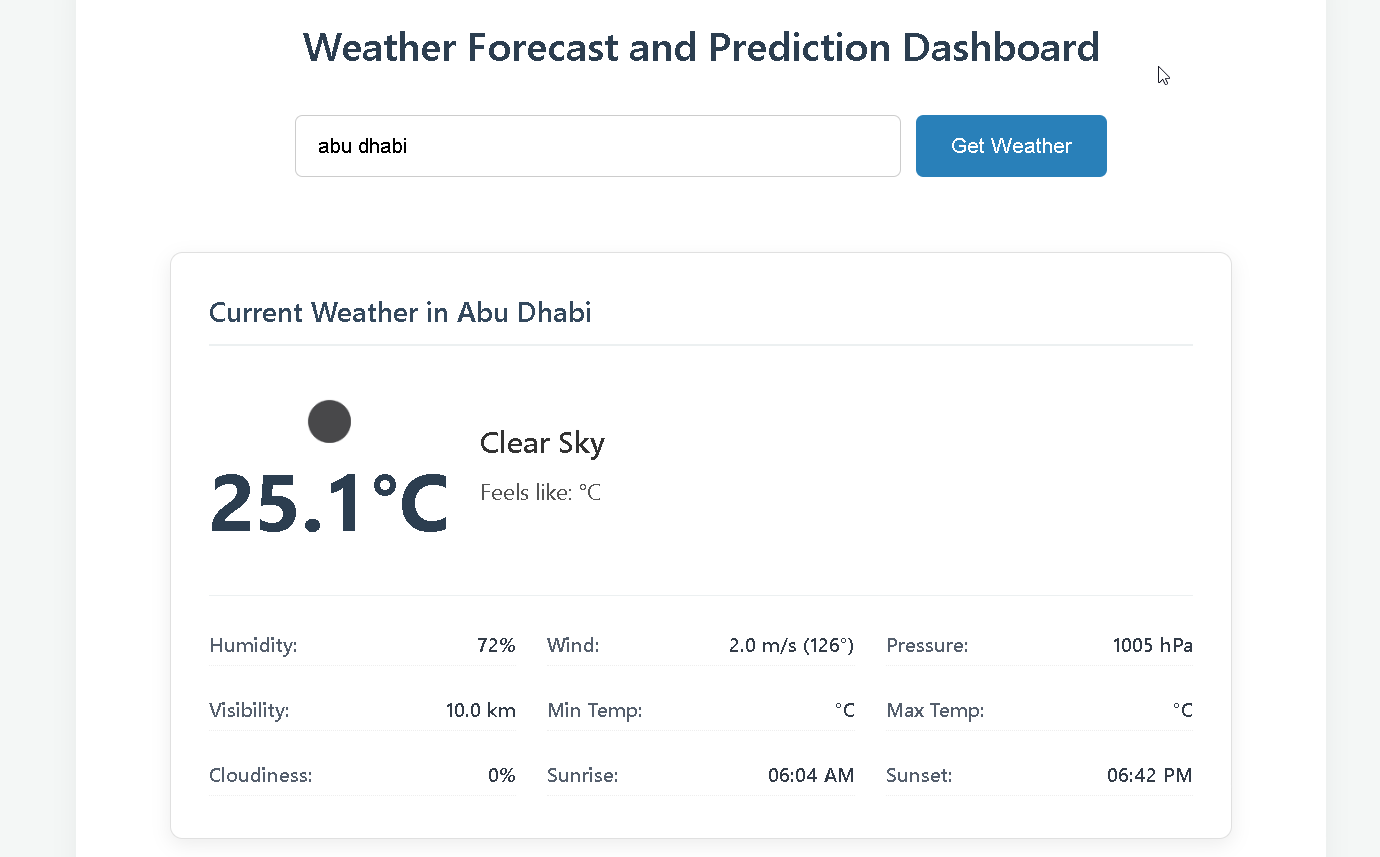 Weather Forecast and Prediction Dashboard
abu dhabi Get Weather
Current Weather in Abu Dhabi
Clear Sky
25.1°C
Feels like: °C
Humidity: 72% Wind: 2.0 m/s (126°) Pressure: 1005 hPa
Visibility: 10.0 km Min Temp: °C Max Temp: °C
Cloudiness: 0% Sunrise: 06:04 AM Sunset: 06:42 PM